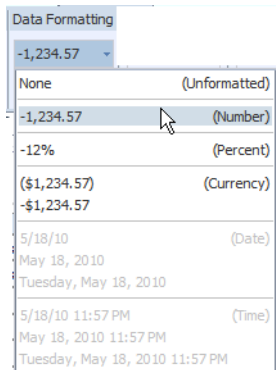 Data Formatting
-1,234.57
None (Unformatted)
-1,234.57 (Number)
-12% (Percent)
($1,234.57) (Currency)
-$1,234.57
5/18/10 (Date)
May 18, 2010
Tuesday, May 18, 2010
5/18/10 11:57 PM (Time)
May 18, 2010 11:57 PM
Tuesday, May 18, 2010 11:57 PM